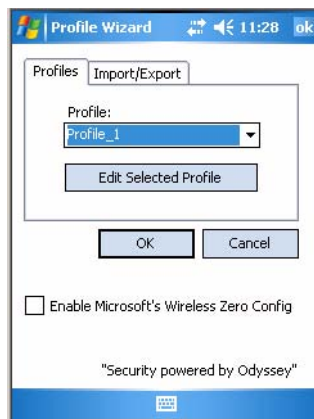 Profile Wizard 11:28 ok
Profiles Import/Export
Profile:
Profile_1
Edit Selected Profile
OK Cancel
Enable Microsoft's Wireless Zero Config
"Security powered by Odyssey"